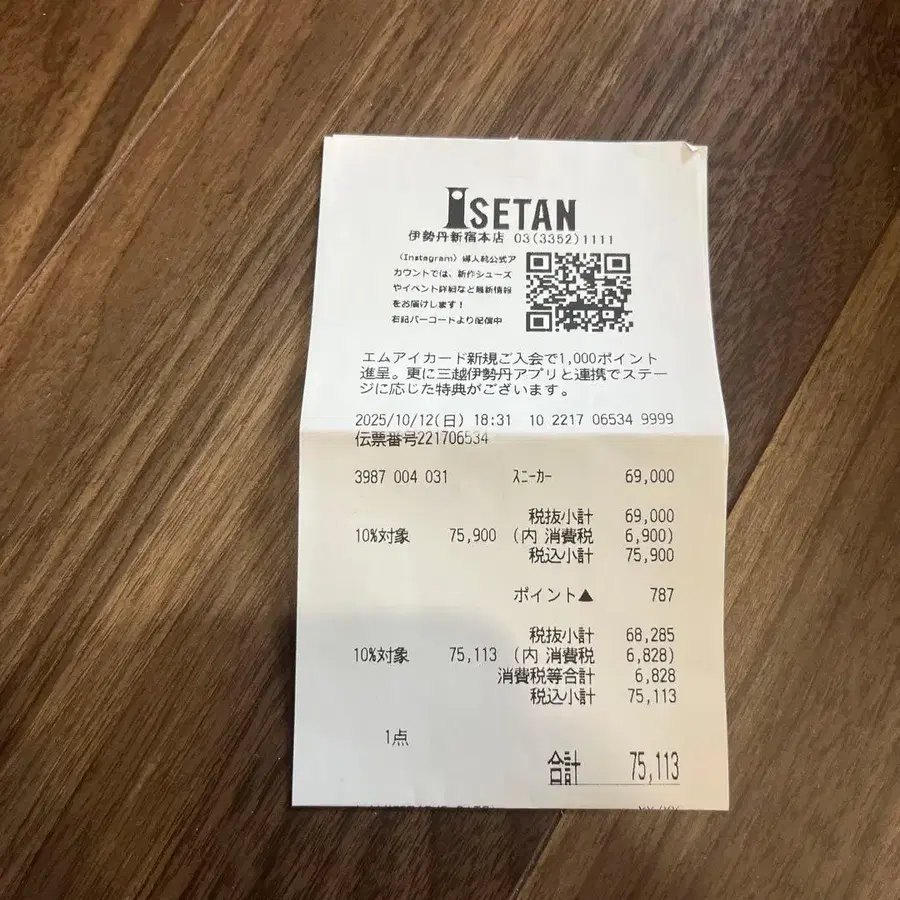 ISETAN
伊勢丹新宿本店 03(3352)1111
〈Instagram〉婦人靴公式ア
カウントでは、新作シューズ
やイベント詳細など最新情報
をお届けします！
右記バーコードより配信中
エムアイカード新規ご入会で1,000ポイント
進呈。更に三越伊勢丹アプリと連携でステー
ジに応じた特典がございます。
2025/10/12(日) 18:31 10 2217 06534 9999
伝票番号221706534
3987 004 031 ｽﾆｰｶｰ 69,000
税抜小計 69,000
10%対象 75,900 (内 消費税 6,900)
税込小計 75,900
ポイント▲ 787
税抜小計 68,285
10%対象 75,113 (内 消費税 6,828)
消費税等合計 6,828
税込小計 75,113
1点
合計 75,113